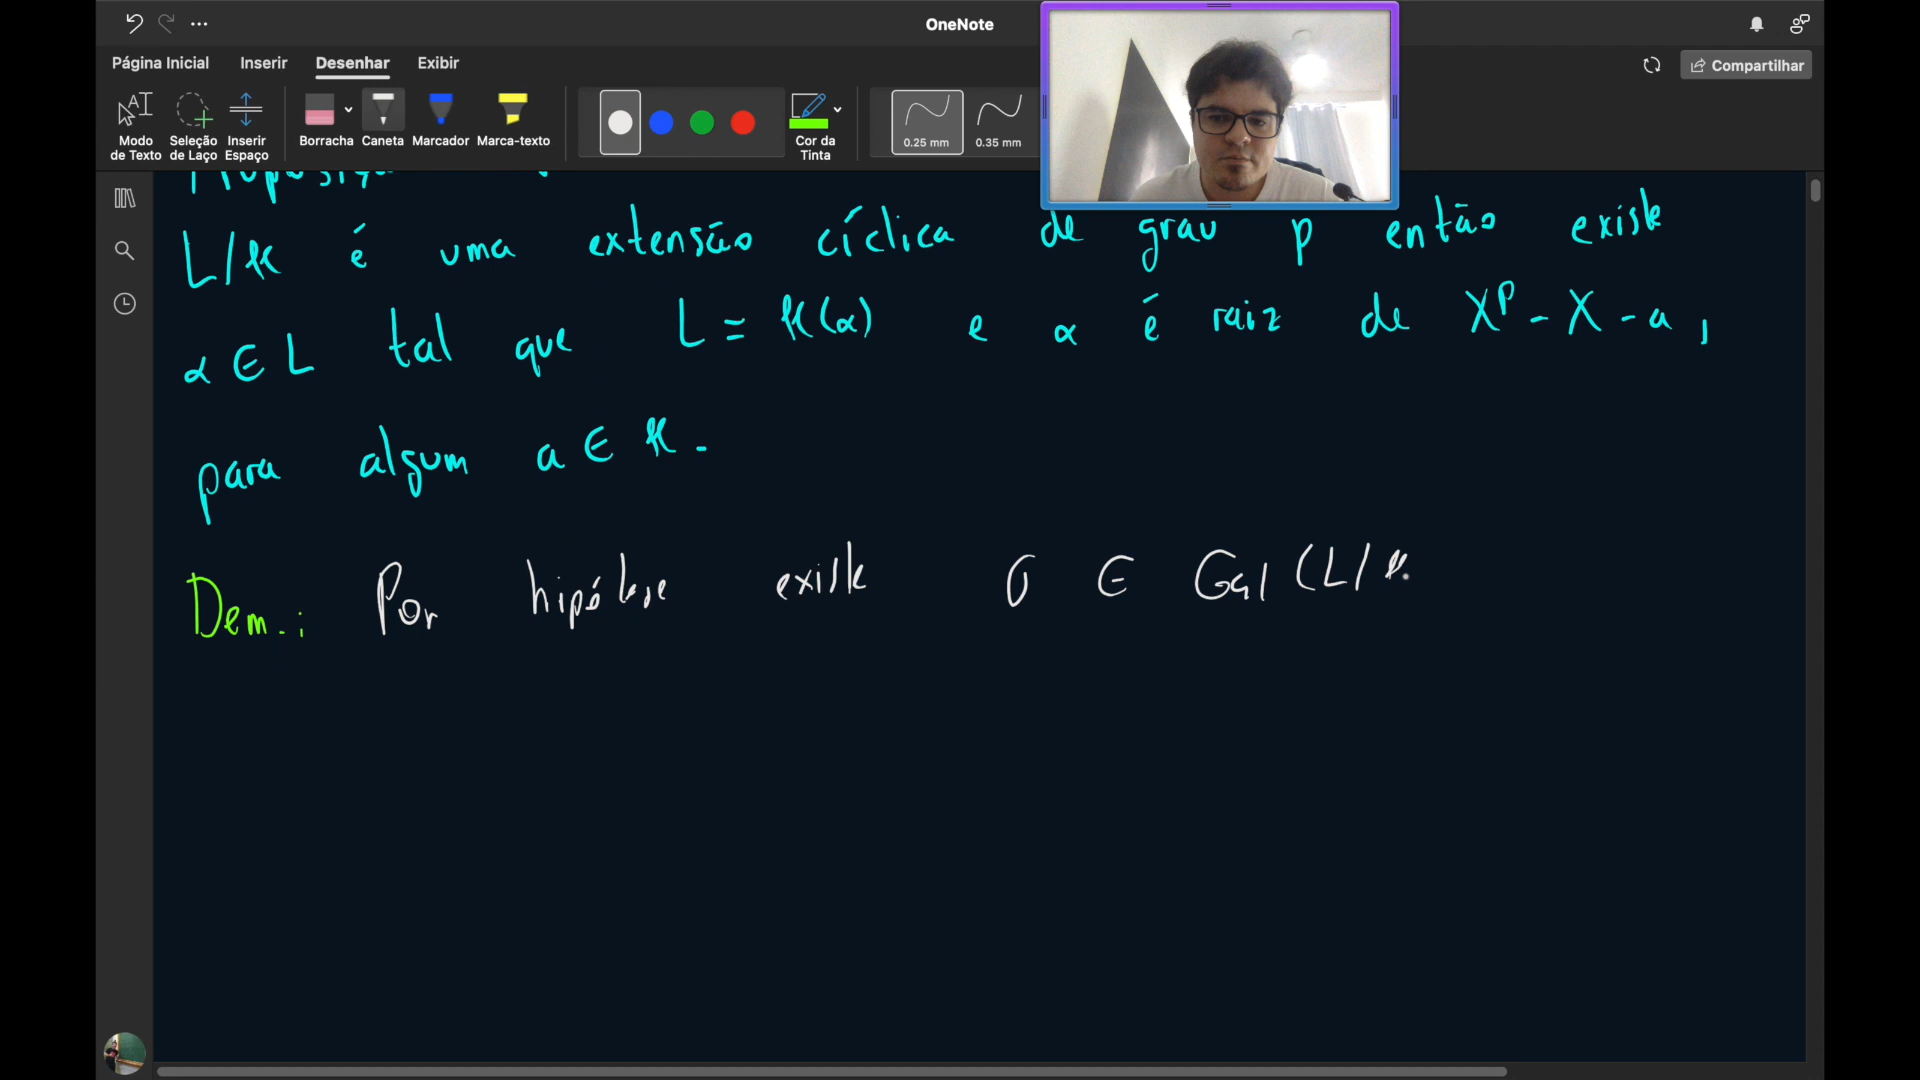 OneNote
Página Inicial Inserir Desenhar Exibir
Compartilhar
Modo de Texto
Seleção de Laço
Inserir Espaço
Borracha
Caneta
Marcador
Marca-texto
Cor da Tinta
0.25 mm
0.35 mm
L/K é uma extensão cíclica de grau p então existe
α ∈ L tal que L = K(α) e α é raiz de X^p - X - a,
para algum a ∈ K.
Dem.: Por hipótese existe σ ∈ Gal (L/K